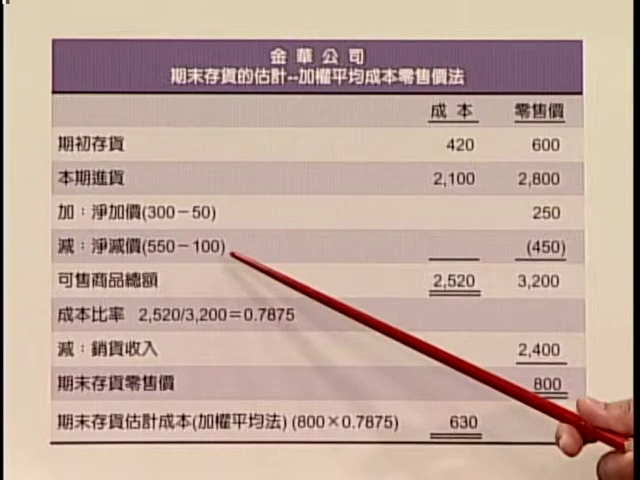 金華公司
期末存貨的估計--加權平均成本零售價法
成本 零售價
期初存貨 420 600
本期進貨 2,100 2,800
加：淨加價(300－50) 250
減：淨減價(550－100) (450)
可售商品總額 2,520 3,200
成本比率 2,520/3,200＝0.7875
減：銷貨收入 2,400
期末存貨零售價 800
期末存貨估計成本(加權平均法) (800×0.7875) 630